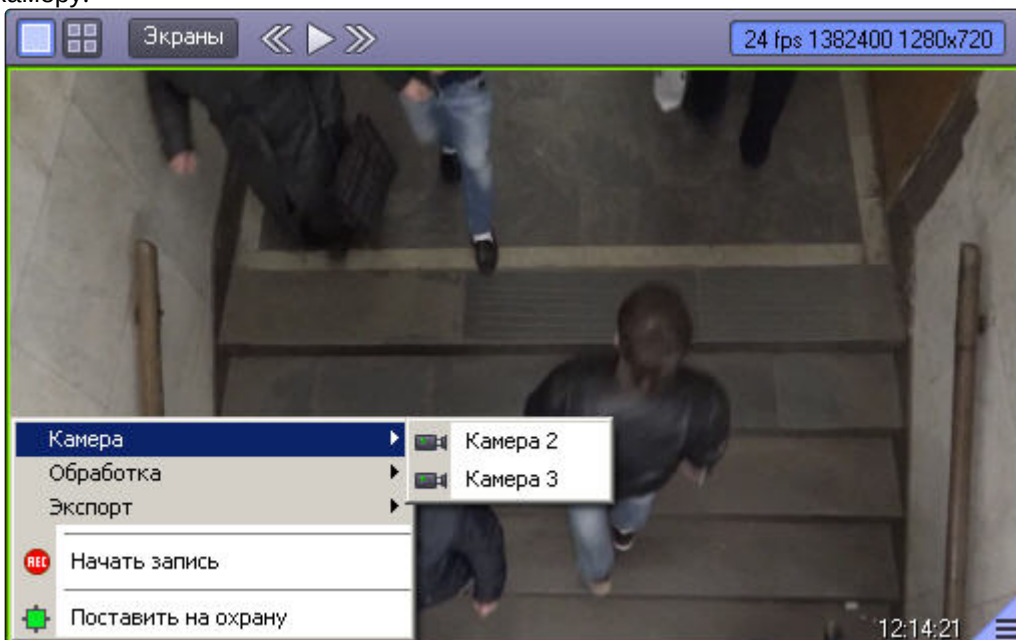 камеру.
Экраны
24 fps 1382400 1280x720
Камера
Камера 2
Обработка
Камера 3
Экспорт
REC
Начать запись
Поставить на охрану
12:14:21